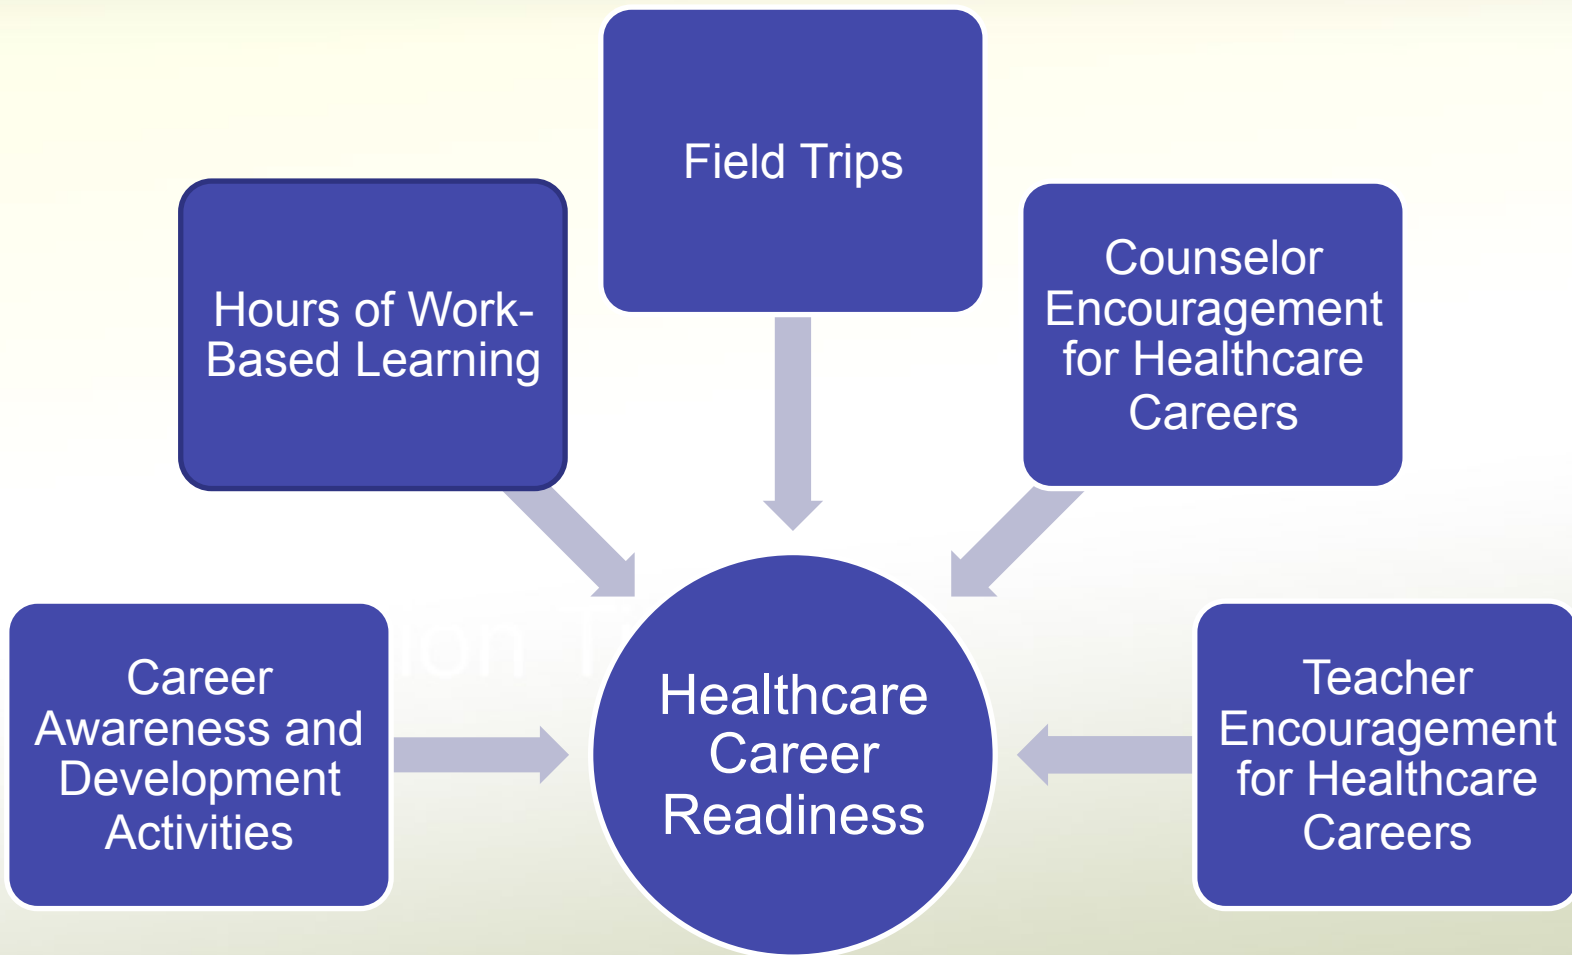 Field Trips
Hours of Work-
Based Learning
Counselor
Encouragement
for Healthcare
Careers
Career
Awareness and
Development
Activities
Healthcare
Career
Readiness
Teacher
Encouragement
for Healthcare
Careers